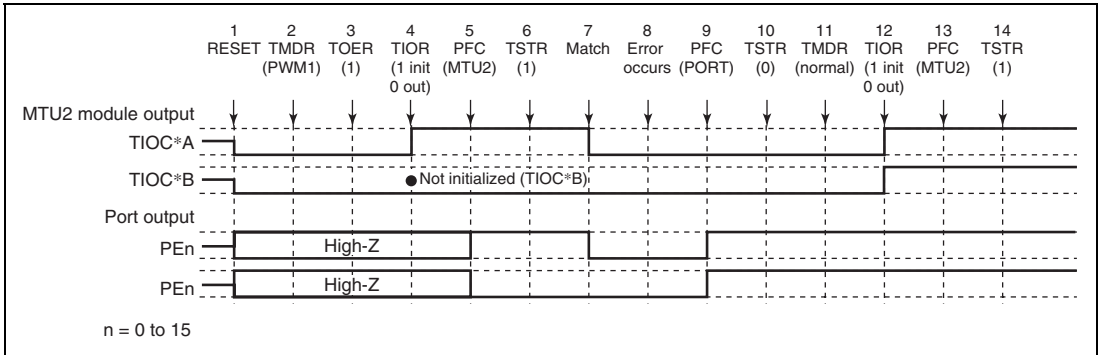 1 2 3 4 5 6 7 8 9 10 11 12 13 14
RESET TMDR TOER TIOR PFC TSTR Match Error PFC TSTR TMDR TIOR PFC TSTR
(PWM1) (1) (1 init (MTU2) (1) occurs (PORT) (0) (normal) (1 init (MTU2) (1)
0 out) 0 out)
MTU2 module output
TIOC*A
TIOC*B Not initialized (TIOC*B)
Port output
PEn High-Z
PEn High-Z
n = 0 to 15